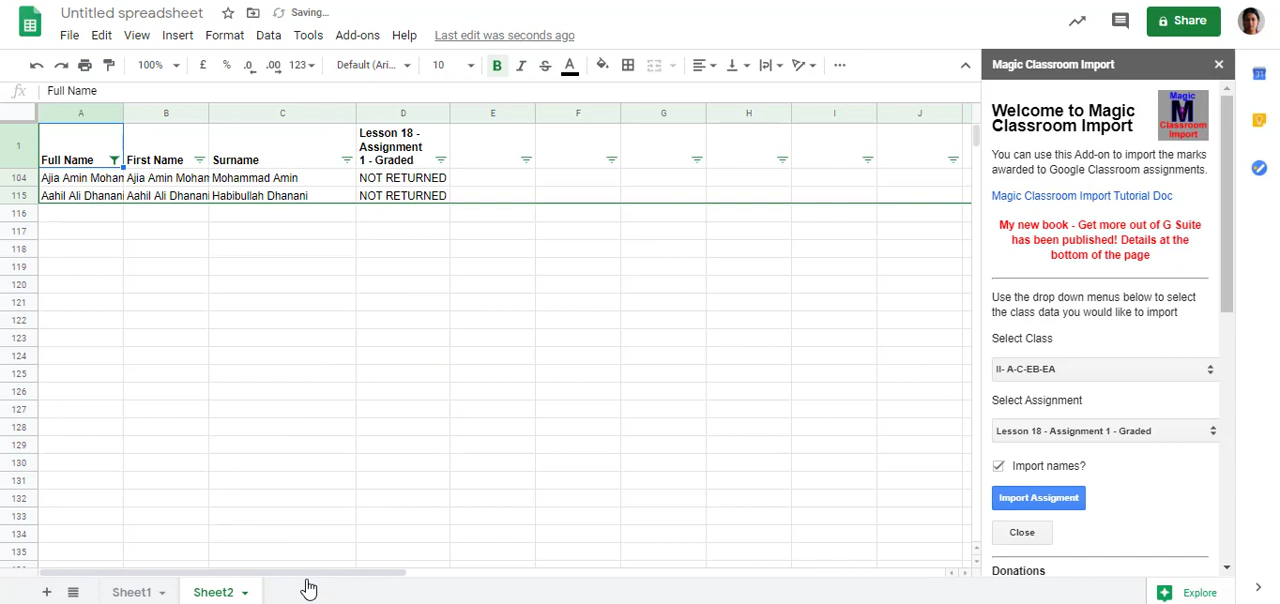 Untitled spreadsheet
Saving...
File Edit View Insert Format Data Tools Add-ons Help Last edit was seconds ago
Share
100% £ % .0 .00 123 Default (Ari... 10 B I S A
fx Full Name
A B C D E F G H I J
1 Full Name First Name Surname
Lesson 18 -
Assignment
1 - Graded
104 Ajia Amin Mohan Ajia Amin Moham Mohammad Amin NOT RETURNED
115 Aahil Ali Dhanani Aahil Ali Dhanani Habibullah Dhanani NOT RETURNED
116
117
118
119
120
121
122
123
124
125
126
127
128
129
130
131
132
133
134
135
Sheet1 Sheet2
Explore
Magic Classroom Import
Welcome to Magic
Classroom Import
Magic
M
Classroom
Import
You can use this Add-on to import the marks
awarded to Google Classroom assignments.
Magic Classroom Import Tutorial Doc
My new book - Get more out of G Suite
has been published! Details at the
bottom of the page
Use the drop down menus below to select
the class data you would like to import
Select Class
II- A-C-EB-EA
Select Assignment
Lesson 18 - Assignment 1 - Graded
Import names?
Import Assigment
Close
Donations